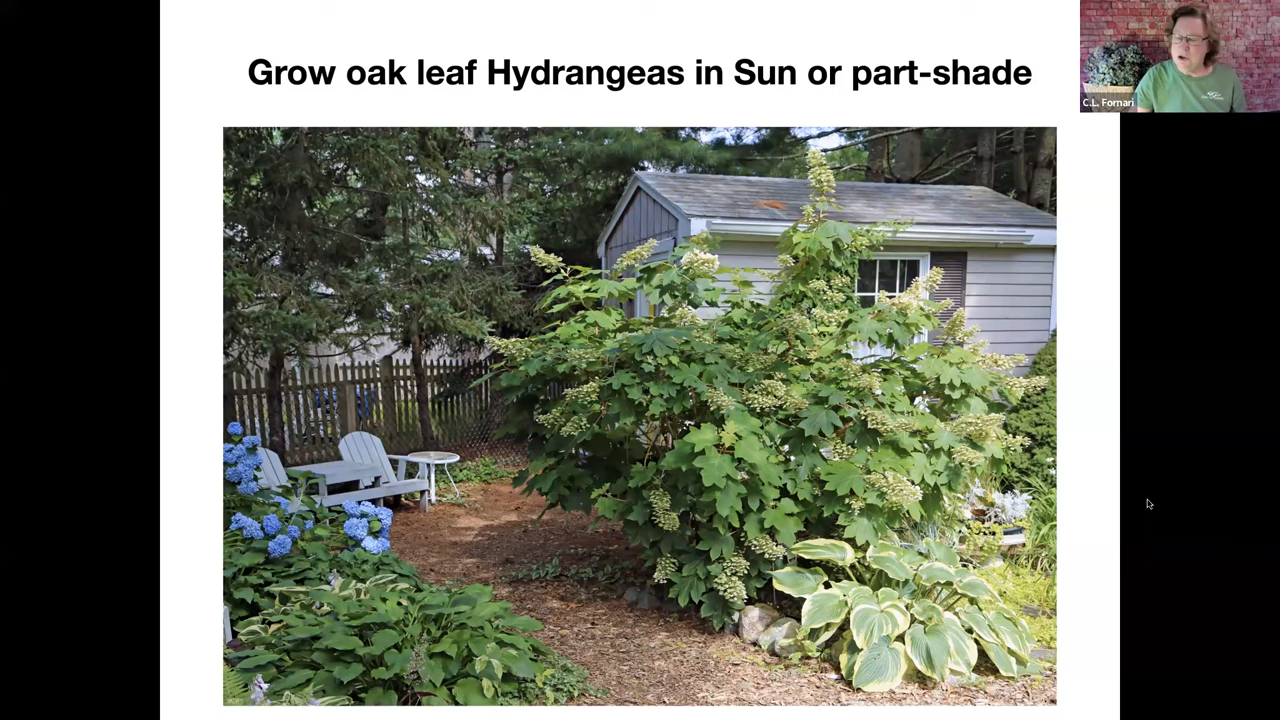 Grow oak leaf Hydrangeas in Sun or part-shade
C.L. Fornari